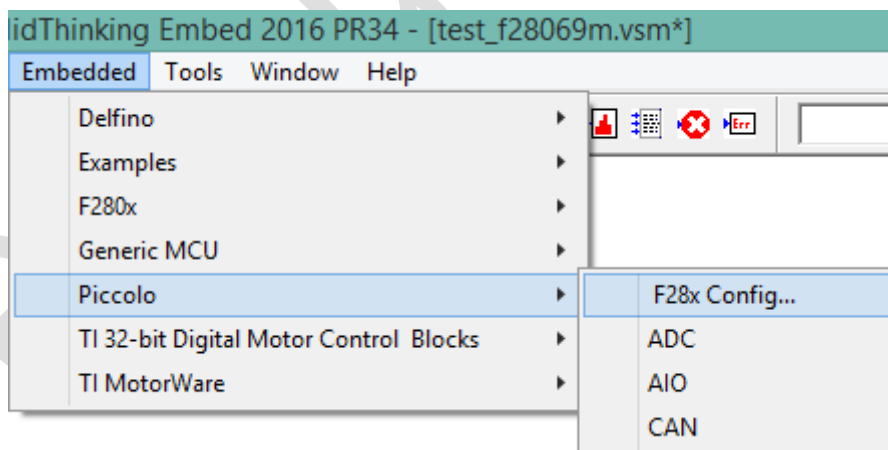 idThinking Embed 2016 PR34 - [test_f28069m.vsm*]
Embedded Tools Window Help
Delfino
Examples
F280x
Generic MCU
Piccolo
TI 32-bit Digital Motor Control Blocks
TI MotorWare
Err
F28x Config...
ADC
AIO
CAN